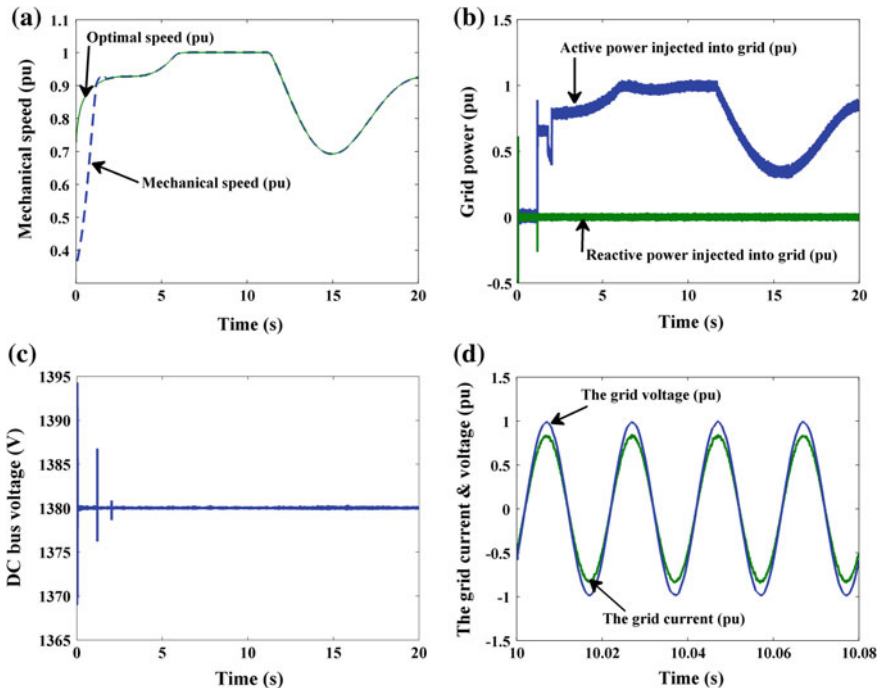 (a)
1.1
1
0.9
0.8
0.7
0.6
0.5
0.4
Mechanical speed (pu)
Optimal speed (pu)
Mechanical speed (pu)
0 5 10 15 20
Time (s)
(b)
1.5
1
0.5
0
-0.5
Grid power (pu)
Active power injected into grid (pu)
Reactive power injected into grid (pu)
0 5 10 15 20
Time (s)
(c)
1395
1390
1385
1380
1375
1370
1365
DC bus voltage (V)
0 5 10 15 20
Time (s)
(d)
1.5
1
0.5
0
-0.5
-1
-1.5
The grid current & voltage (pu)
The grid voltage (pu)
The grid current (pu)
10 10.02 10.04 10.06 10.08
Time (s)